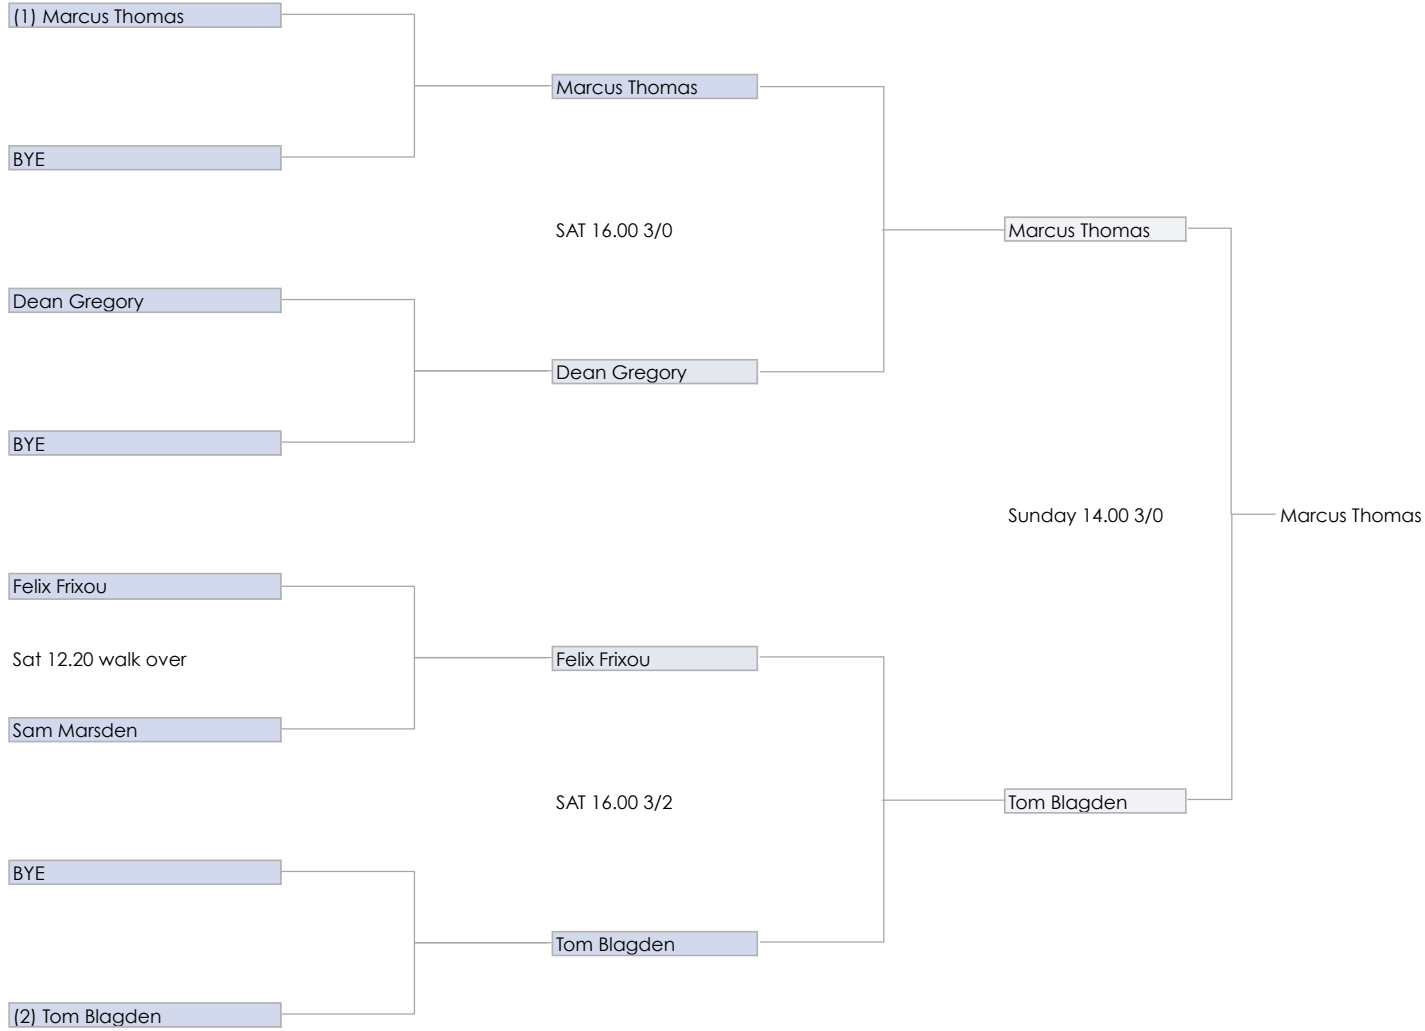 (1) Marcus Thomas
Marcus Thomas
BYE
SAT 16.00 3/0
Marcus Thomas
Dean Gregory
Dean Gregory
BYE
Sunday 14.00 3/0
Marcus Thomas
Felix Frixou
Sat 12.20 walk over
Felix Frixou
Sam Marsden
SAT 16.00 3/2
Tom Blagden
BYE
Tom Blagden
(2) Tom Blagden